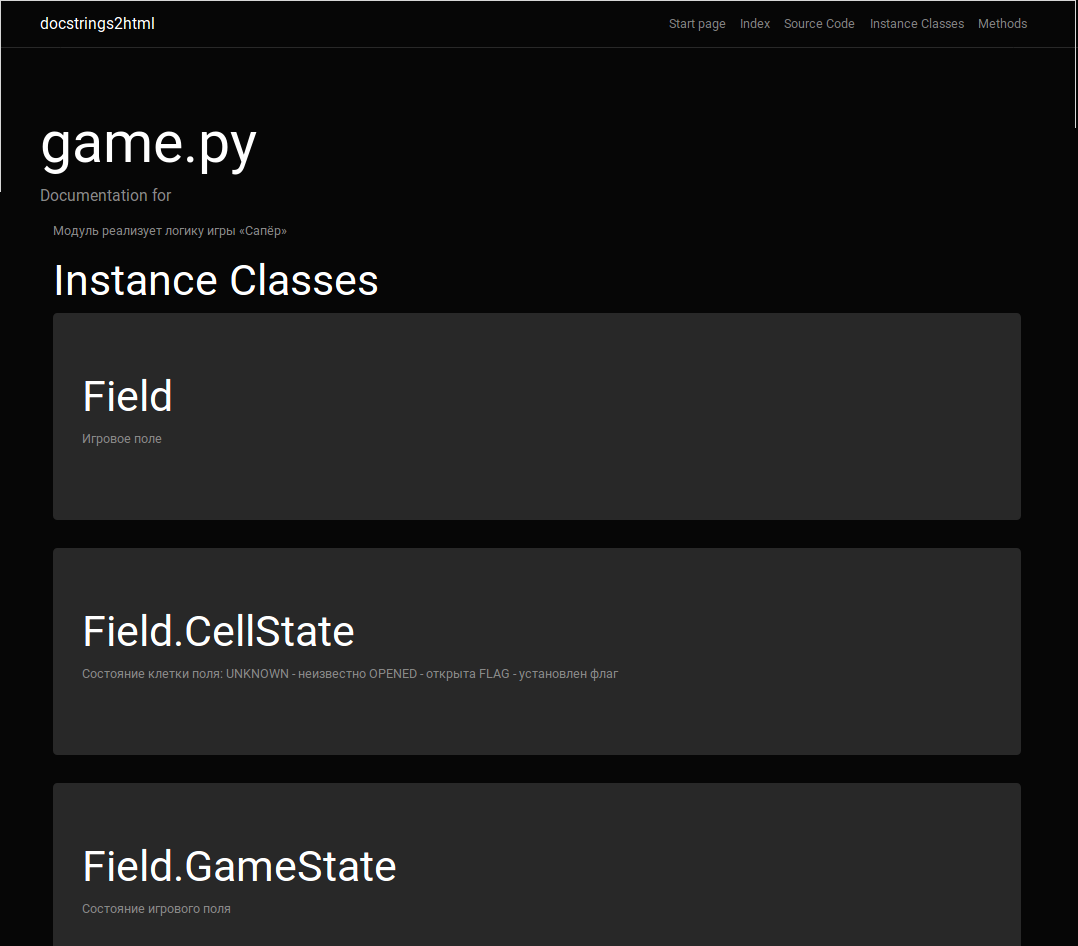 docstrings2html
Start page Index Source Code Instance Classes Methods
game.py
Documentation for
Модуль реализует логику игры «Сапёр»
Instance Classes
Field
Игровое поле
Field.CellState
Состояние клетки поля: UNKNOWN - неизвестно OPENED - открыта FLAG - установлен флаг
Field.GameState
Состояние игрового поля